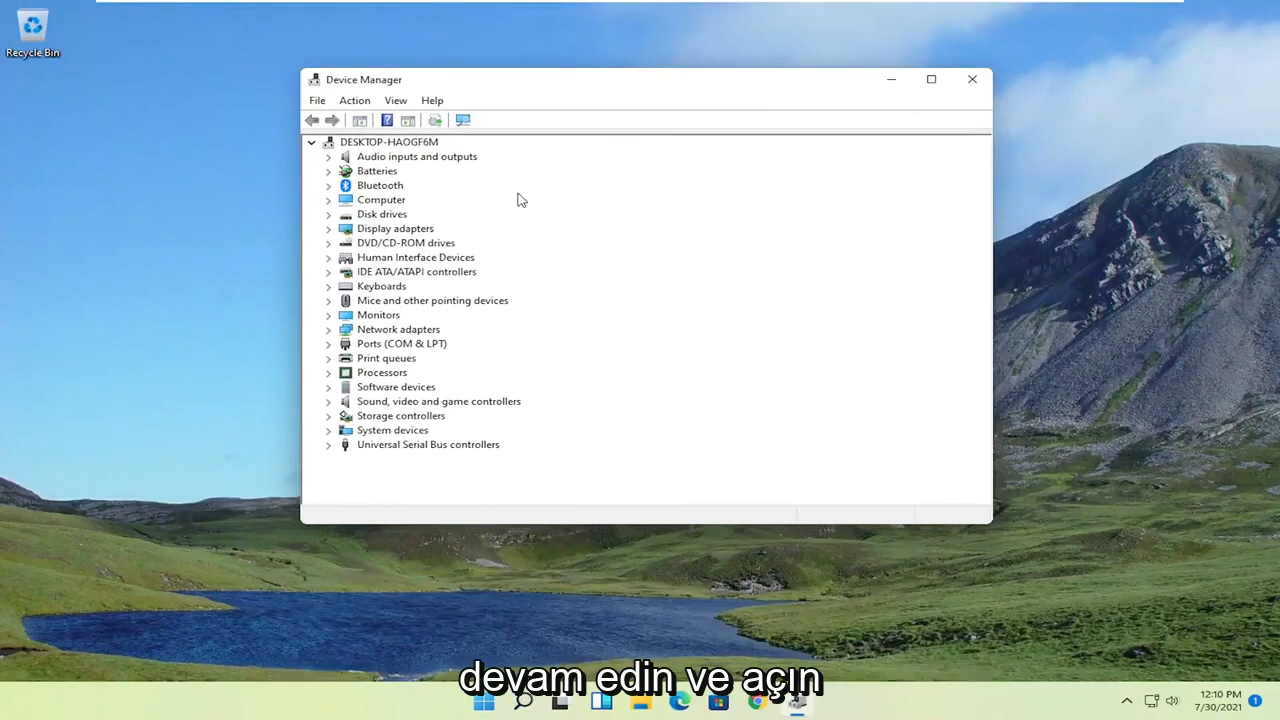 Recycle Bin
Device Manager
File Action View Help
DESKTOP-HAOGF6M
Audio inputs and outputs
Batteries
Bluetooth
Computer
Disk drives
Display adapters
DVD/CD-ROM drives
Human Interface Devices
IDE ATA/ATAPI controllers
Keyboards
Mice and other pointing devices
Monitors
Network adapters
Ports (COM & LPT)
Print queues
Processors
Software devices
Sound, video and game controllers
Storage controllers
System devices
Universal Serial Bus controllers
devam edin ve açın
12:10 PM
7/30/2021
1